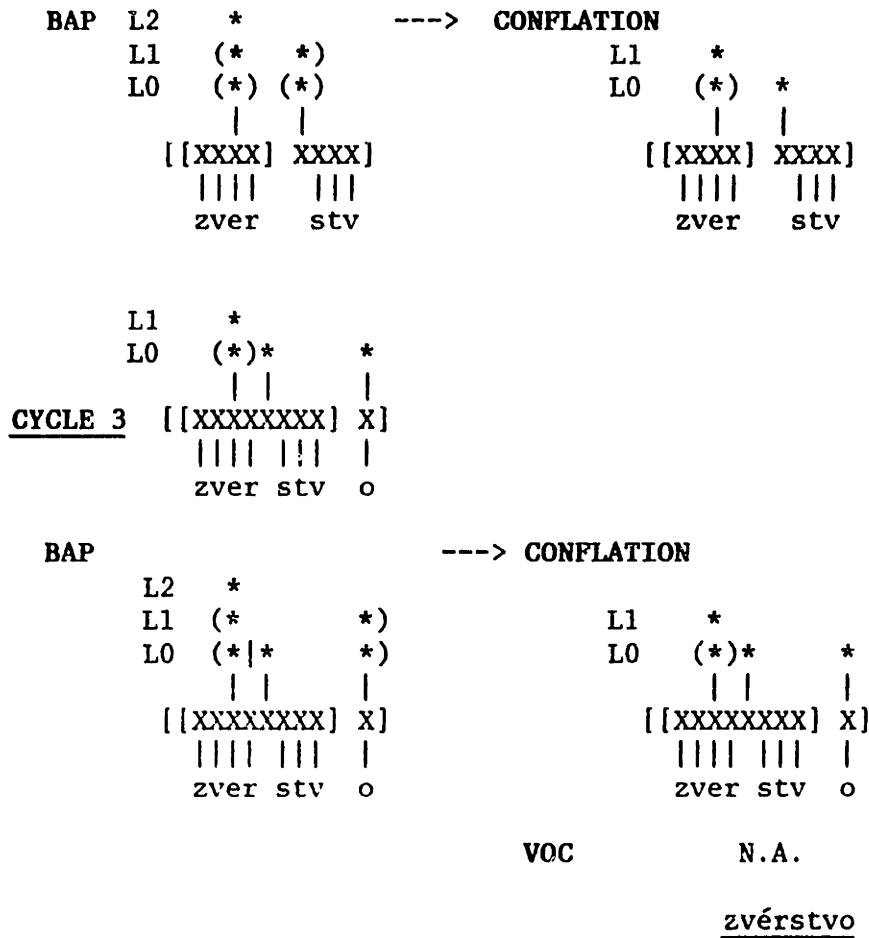 BAP L2 * ---> CONFLATION
L1 (* *) L1 *
L0 (*) (*) L0 (*) *
| | | |
[[XXXX] XXXX] [[XXXX] XXXX]
|||| ||| |||| |||
zver stv zver stv
L1 *
L0 (*)* *
| | |
CYCLE 3 [[XXXXXXXX] X]
|||| ||| |
zver stv o
BAP ---> CONFLATION
L2 *
L1 (* *) L1 *
L0 (*|* *) L0 (*)* *
| | | | | |
[[XXXXXXXX] X] [[XXXXXXXX] X]
|||| ||| | |||| ||| |
zver stv o zver stv o
VOC N.A.
zvérstvo